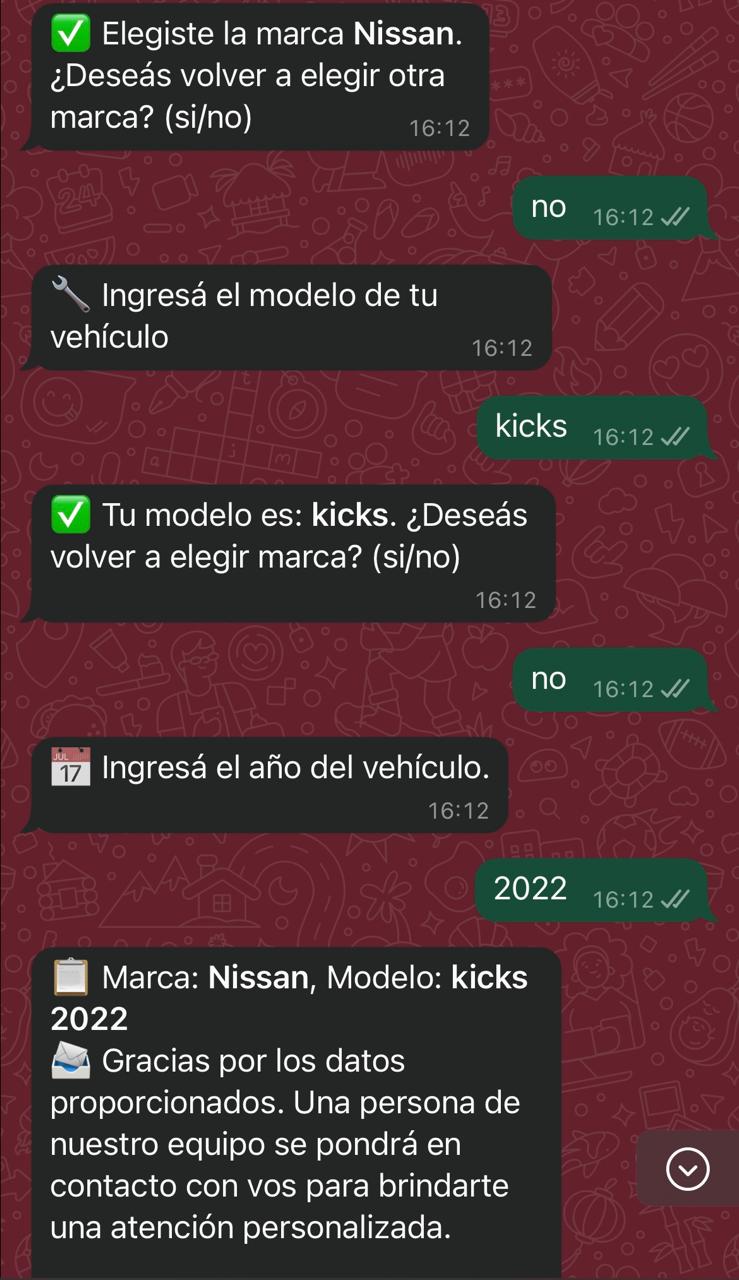 ✅ Elegiste la marca Nissan.
¿Deseás volver a elegir otra
marca? (si/no)
16:12
no
16:12
🔧 Ingresá el modelo de tu
vehículo
16:12
kicks
16:12
✅ Tu modelo es: kicks. ¿Deseás
volver a elegir marca? (si/no)
16:12
no
16:12
📅 Ingresá el año del vehículo.
16:12
2022
16:12
📋 Marca: Nissan, Modelo: kicks
2022
📨 Gracias por los datos
proporcionados. Una persona de
nuestro equipo se pondrá en
contacto con vos para brindarte
una atención personalizada.